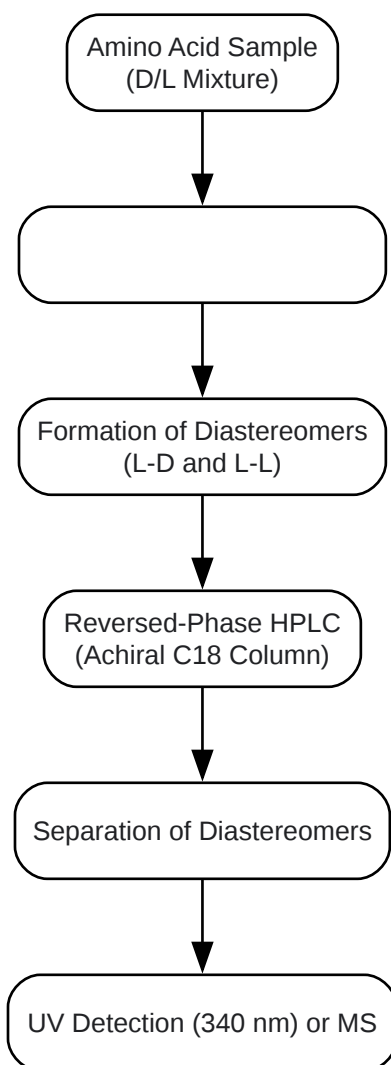 Amino Acid Sample
(D/L Mixture)
Formation of Diastereomers
(L-D and L-L)
Reversed-Phase HPLC
(Achiral C18 Column)
Separation of Diastereomers
UV Detection (340 nm) or MS